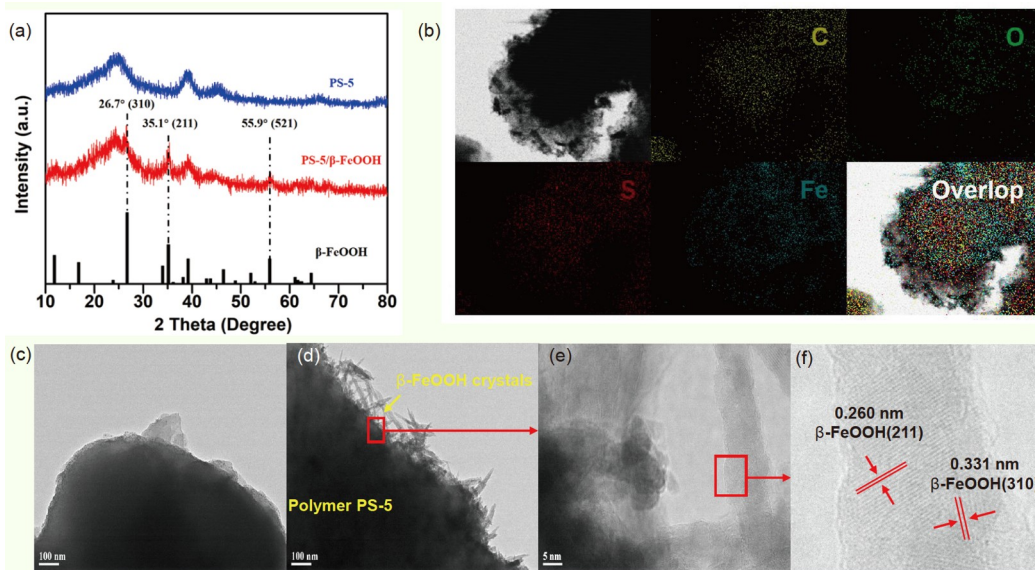 (a)
Intensity (a.u.)
PS-5
26.7° (310)
35.1° (211)
55.9° (521)
PS-5/β-FeOOH
β-FeOOH
10 20 30 40 50 60 70 80
2 Theta (Degree)
(b)
C
O
S
Fe
Overlop
(c)
100 nm
(d)
β-FeOOH crystals
Polymer PS-5
100 nm
(e)
5 nm
(f)
0.260 nm
β-FeOOH(211)
0.331 nm
β-FeOOH(310